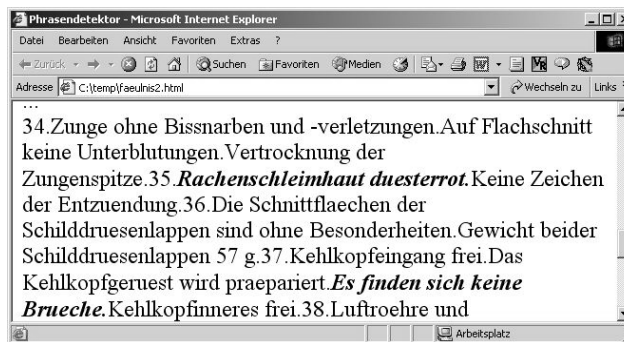 Phrasendetektor - Microsoft Internet Explorer
Datei Bearbeiten Ansicht Favoriten Extras ?
Zurück Suchen Favoriten Medien
Adresse C:\temp\faeulnis2.html Wechseln zu Links
...
34.Zunge ohne Bissnarben und -verletzungen.Auf Flachschnitt
keine Unterblutungen.Vertrocknung der
Zungenspitze.35.Rachenschleimhaut duesterrot.Keine Zeichen
der Entzuendung.36.Die Schnittflaechen der
Schilddruesenlappen sind ohne Besonderheiten.Gewicht beider
Schilddruesenlappen 57 g.37.Kehlkopfeingang frei.Das
Kehlkopfgeruest wird praepariert.Es finden sich keine
Brueche.Kehlkopfinneres frei.38.Luftroehre und
Arbeitsplatz